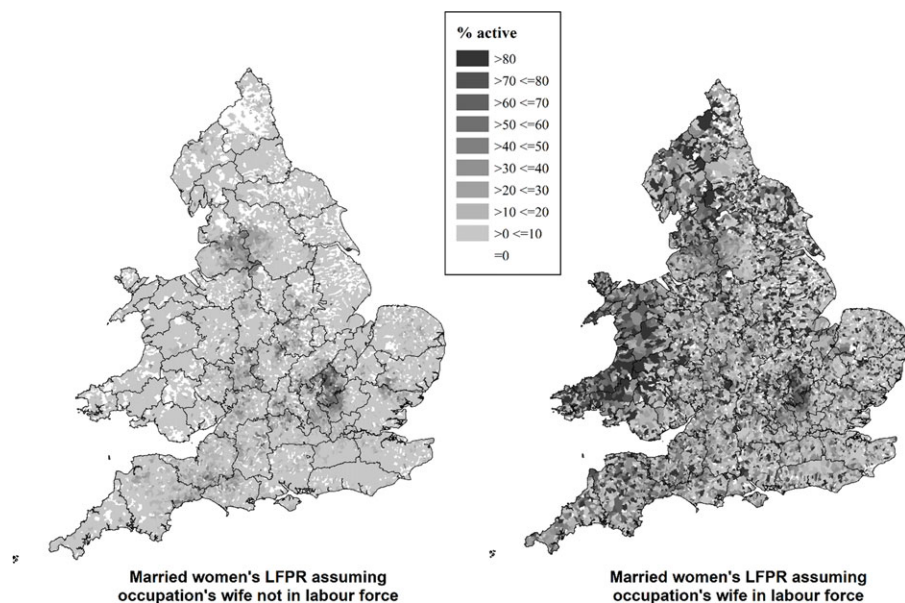 % active
>80
>70 <=80
>60 <=70
>50 <=60
>40 <=50
>30 <=40
>20 <=30
>10 <=20
>0 <=10
=0
Married women's LFPR assuming
occupation's wife not in labour force
Married women's LFPR assuming
occupation's wife in labour force